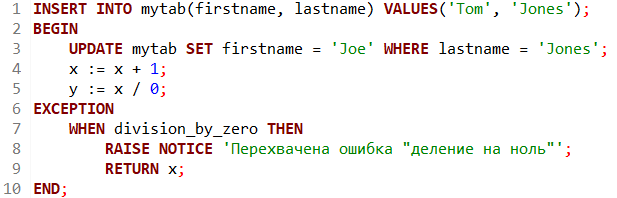 1 INSERT INTO mytab(firstname, lastname) VALUES('Tom', 'Jones');
2 BEGIN
3 UPDATE mytab SET firstname = 'Joe' WHERE lastname = 'Jones';
4 x := x + 1;
5 y := x / 0;
6 EXCEPTION
7 WHEN division_by_zero THEN
8 RAISE NOTICE 'Перехвачена ошибка "деление на ноль"';
9 RETURN x;
10 END;